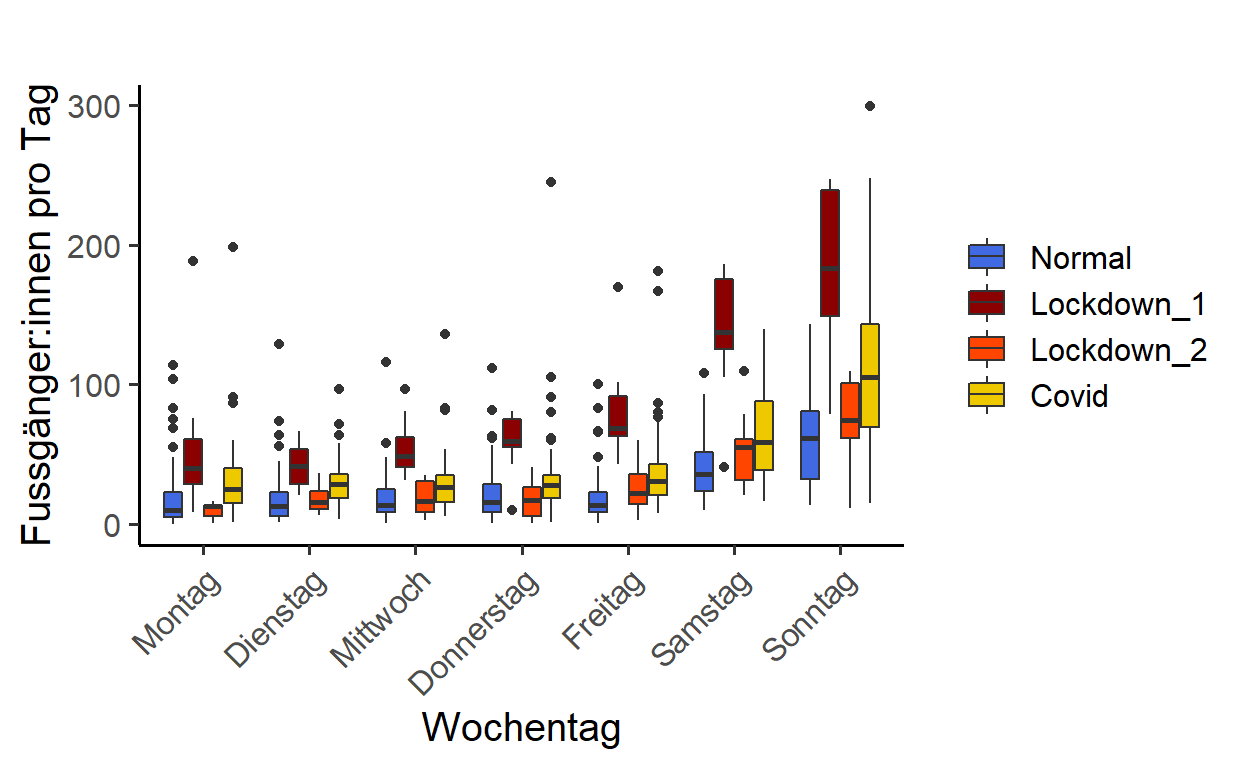 Fussgänger:innen pro Tag
300
200
100
0
Montag
Dienstag
Mittwoch
Donnerstag
Freitag
Samstag
Sonntag
Wochentag
Normal
Lockdown_1
Lockdown_2
Covid